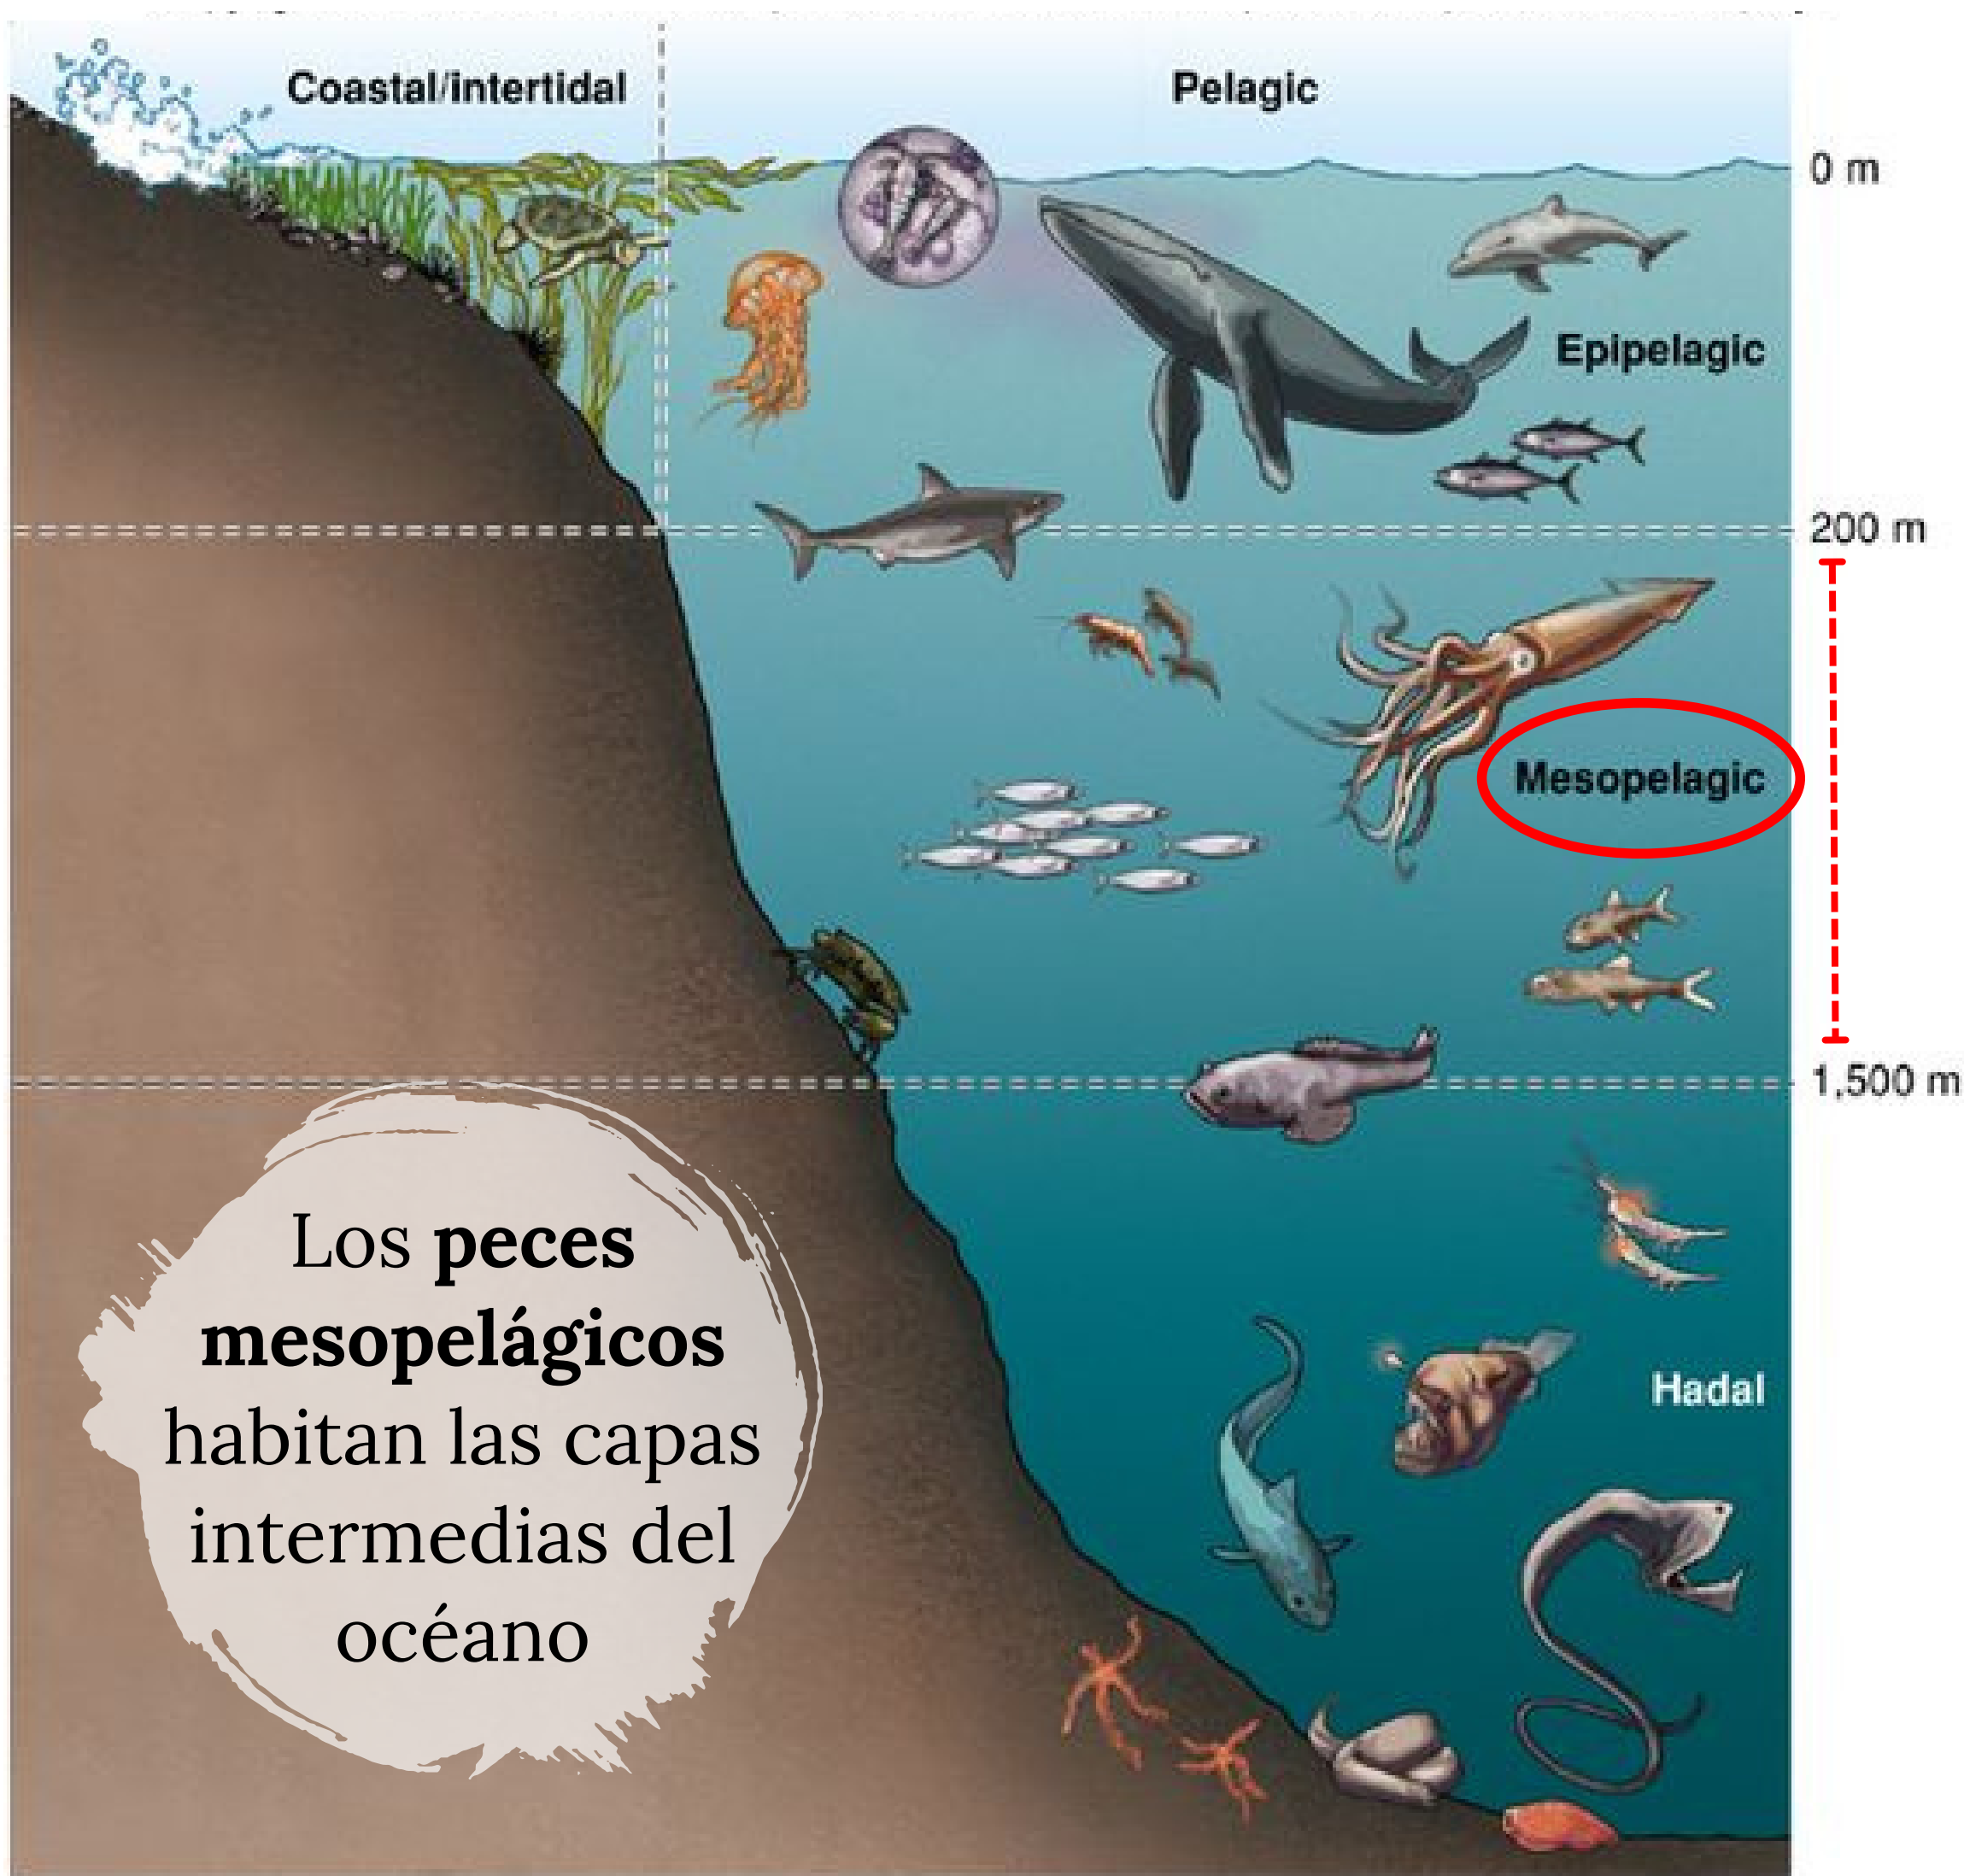 Coastal/intertidal
Pelagic
0 m
Epipelagic
200 m
Mesopelagic
1,500 m
Los peces
mesopelágicos
habitan las capas
intermedias del
océano
Hadal